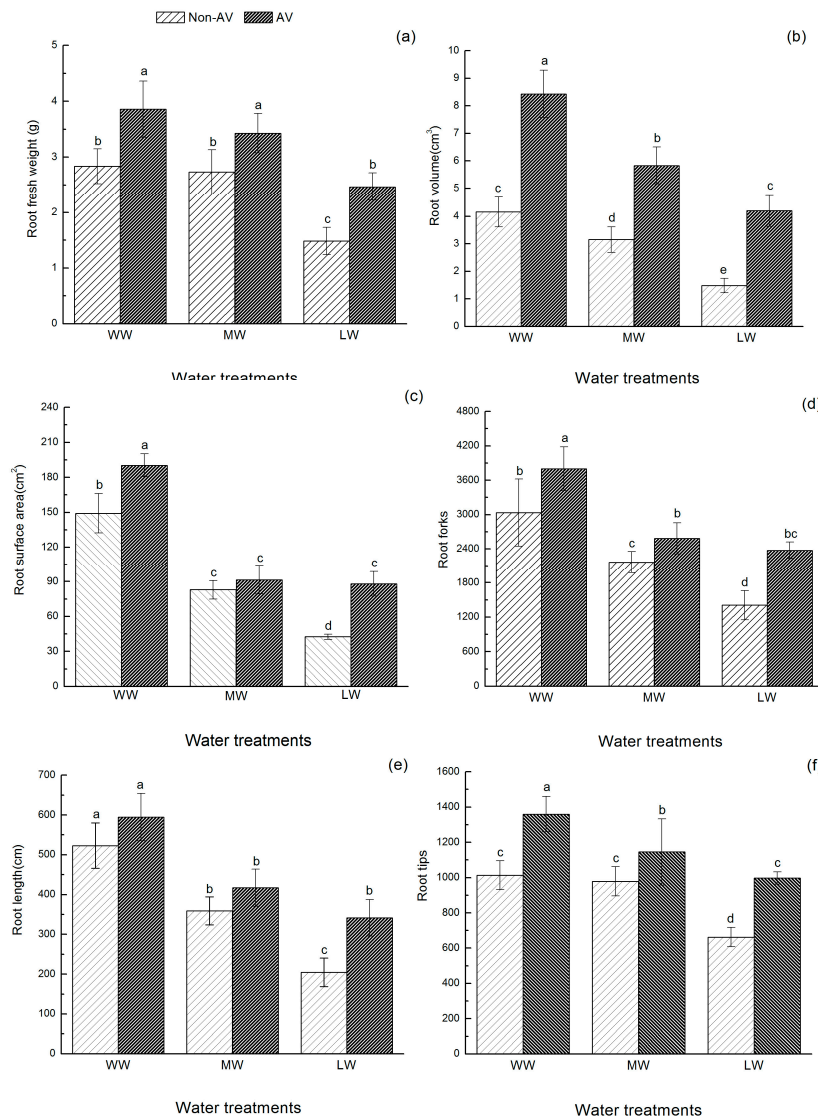 Non-AV AV
(a)
Root fresh weight (g)
5
4
3
2
1
0
b a b a c b
WW MW LW
Water treatments
(b)
Root volume(cm³)
10
9
8
7
6
5
4
3
2
1
0
c a d b e c
WW MW LW
Water treatments
(c)
Root surface area(cm²)
240
210
180
150
120
90
60
30
0
b a c c d c
WW MW LW
Water treatments
(d)
Root forks
4800
4200
3600
3000
2400
1800
1200
600
0
b a c b d bc
WW MW LW
Water treatments
(e)
Root length(cm)
700
600
500
400
300
200
100
0
a a b b c b
WW MW LW
Water treatments
(f
Root tips
1600
1400
1200
1000
800
600
400
200
0
c a c b d c
WW MW LW
Water treatments